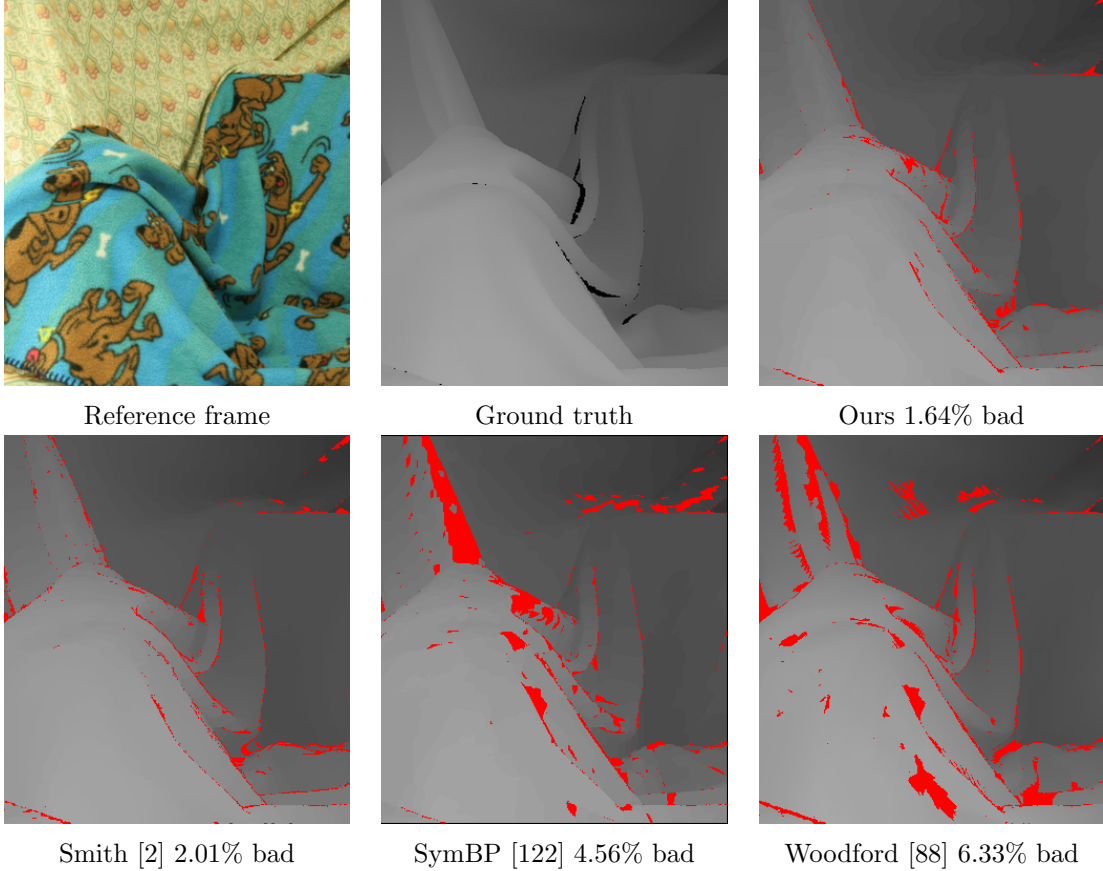 Reference frame
Ground truth
Ours 1.64% bad
Smith [2] 2.01% bad
SymBP [122] 4.56% bad
Woodford [88] 6.33% bad